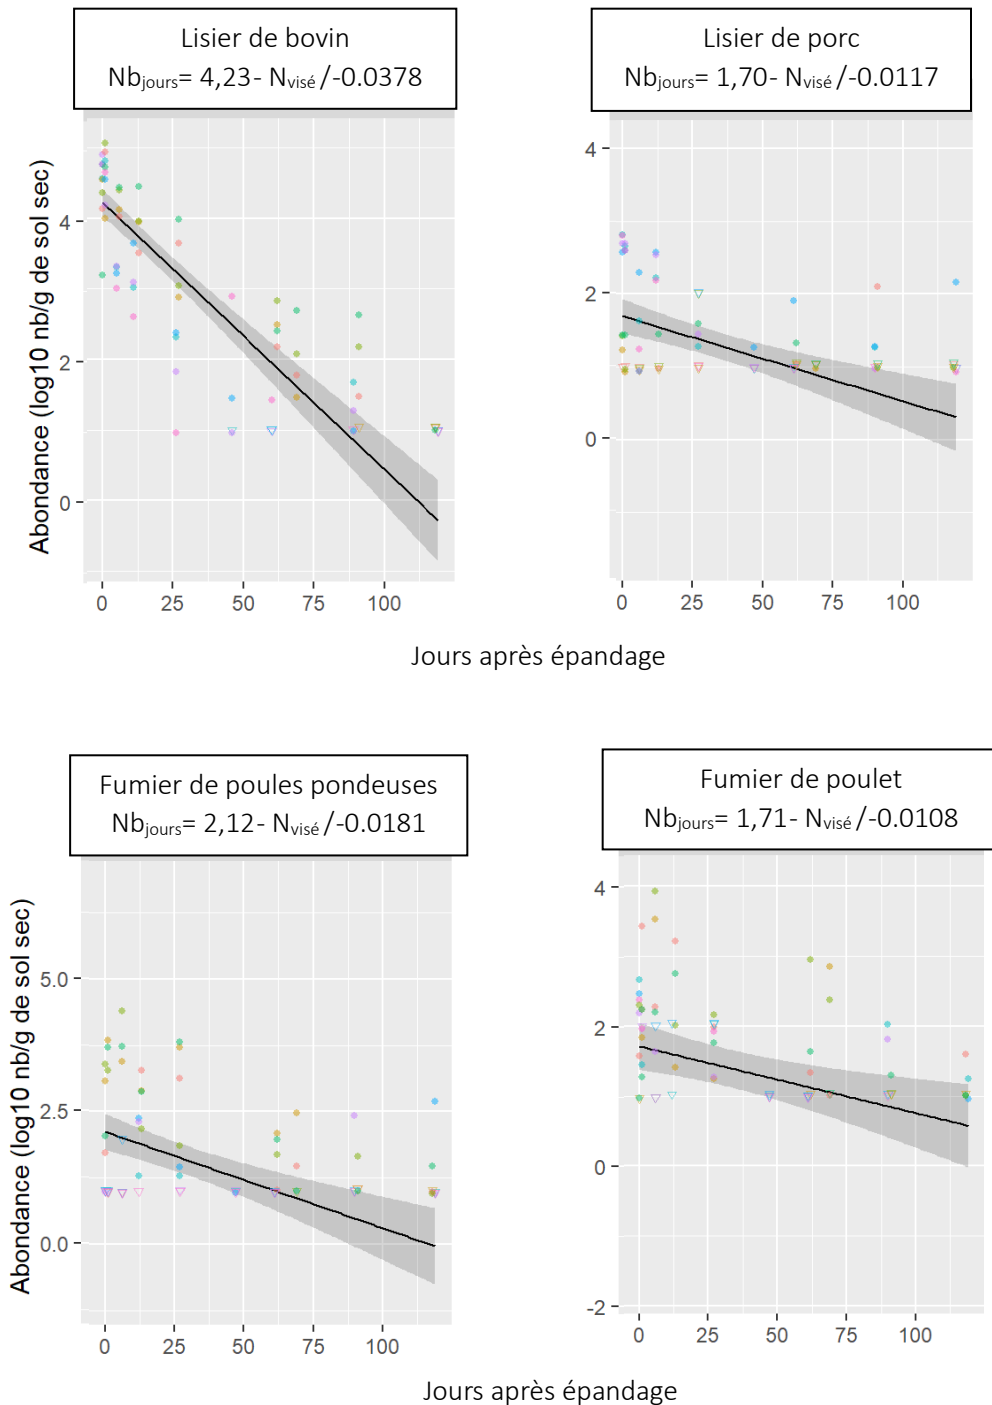 Lisier de bovin
Nbjours= 4,23- Nvisé /-0.0378
Lisier de porc
Nbjours= 1,70- Nvisé /-0.0117
Abondance (log10 nb/g de sol sec)
4
2
0
0 25 50 75 100
4
2
0
0 25 50 75 100
Jours après épandage
Fumier de poules pondeuses
Nbjours= 2,12- Nvisé /-0.0181
Fumier de poulet
Nbjours= 1,71- Nvisé /-0.0108
Abondance (log10 nb/g de sol sec)
5.0
2.5
0.0
0 25 50 75 100
4
2
0
-2
0 25 50 75 100
Jours après épandage